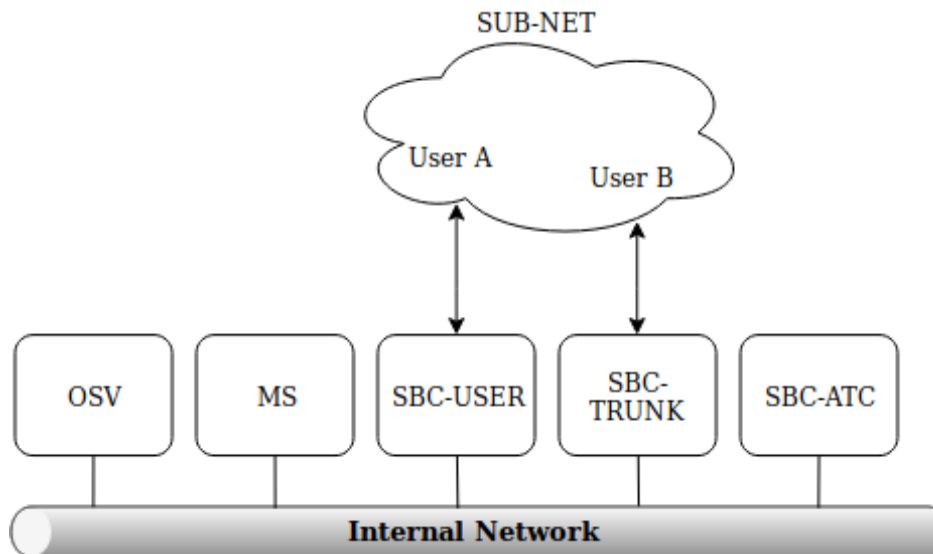 SUB-NET
User A
User B
OSV
MS
SBC-USER
SBC-
TRUNK
SBC-ATC
Internal Network